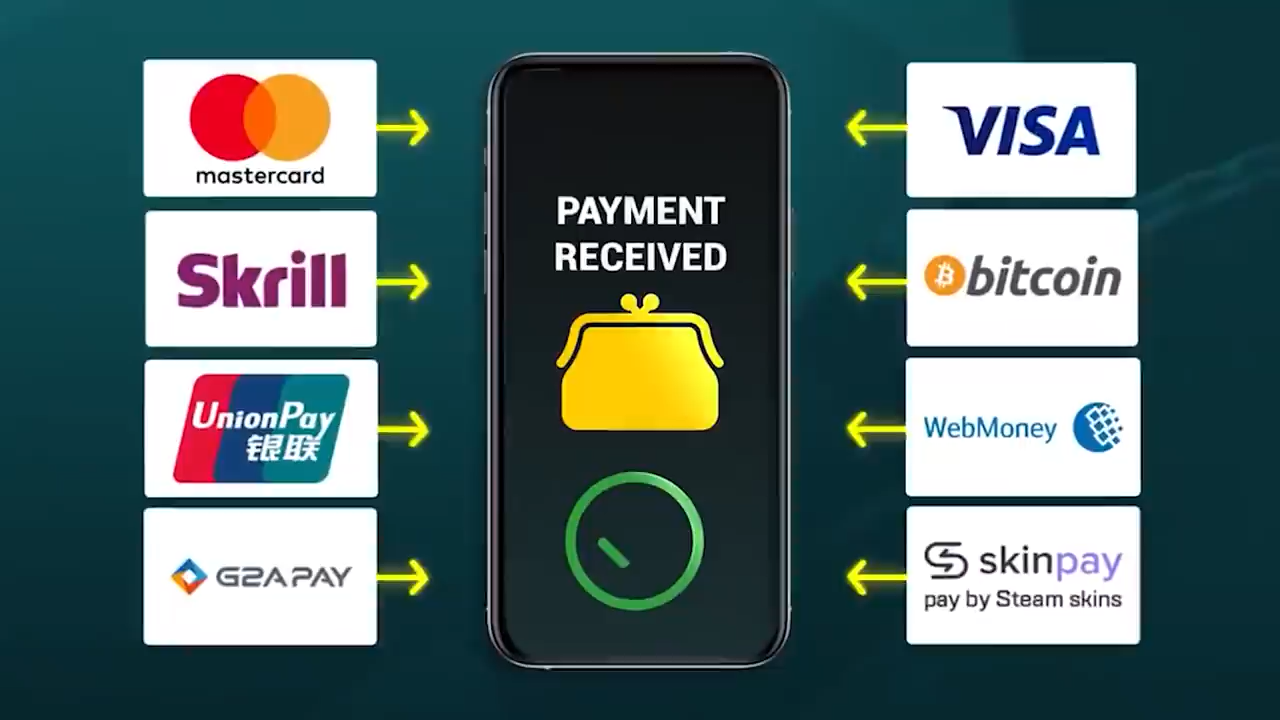 mastercard
Skrill
UnionPay
银联
G2A PAY
PAYMENT
RECEIVED
VISA
bitcoin
WebMoney
skinpay
pay by Steam skins